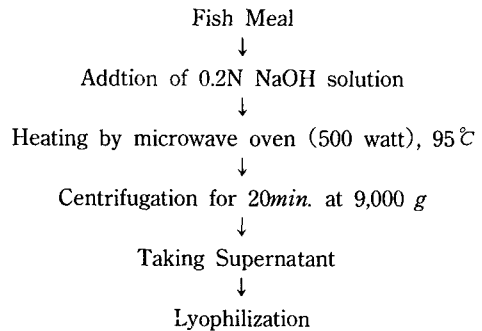 Fish Meal
↓
Addtion of 0.2N NaOH solution
↓
Heating by microwave oven (500 watt), 95℃
↓
Centrifugation for 20min. at 9,000 g
↓
Taking Supernatant
↓
Lyophilization